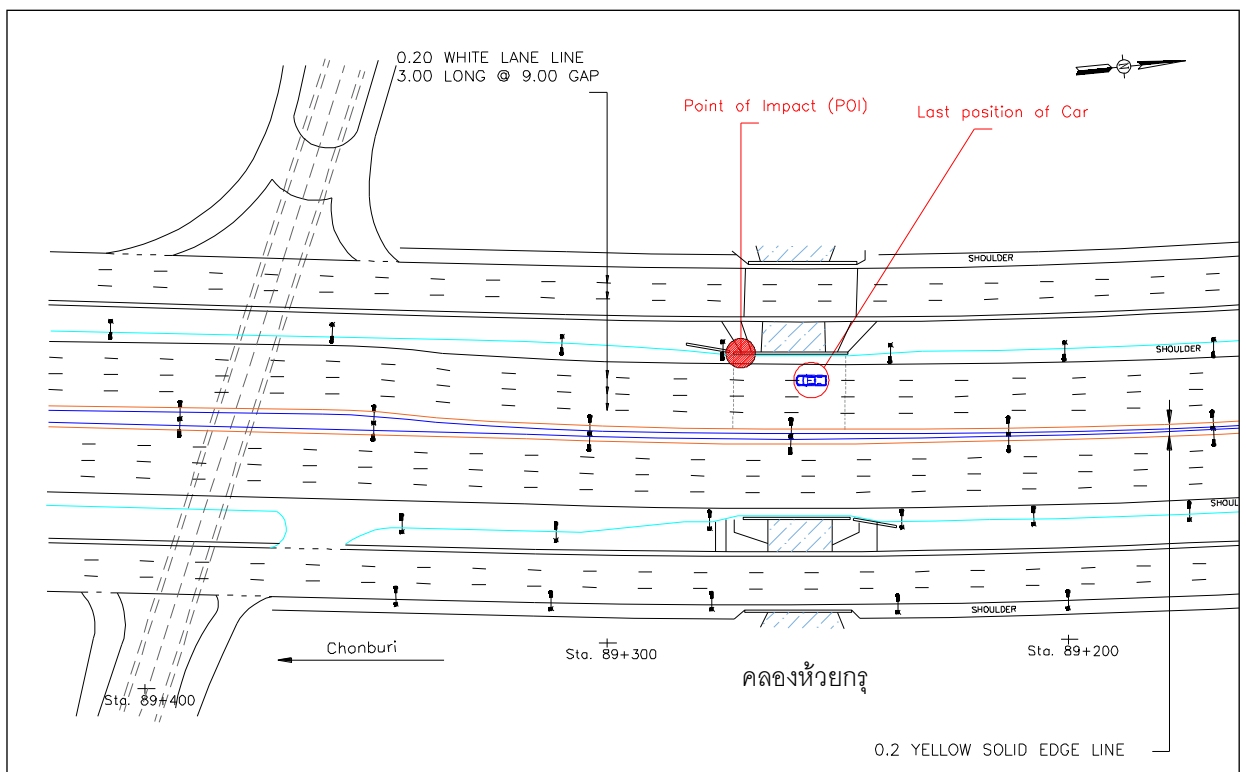 0.20 WHITE LANE LINE
3.00 LONG @ 9.00 GAP
N
Point of Impact (POI)
Last position of Car
SHOULDER
SHOULDER
SHOUL
SHOULDER
Chonburi
Sta. 89+300
Sta. 89+200
คลองห้วยกรุ
Sta. 89+400
0.2 YELLOW SOLID EDGE LINE